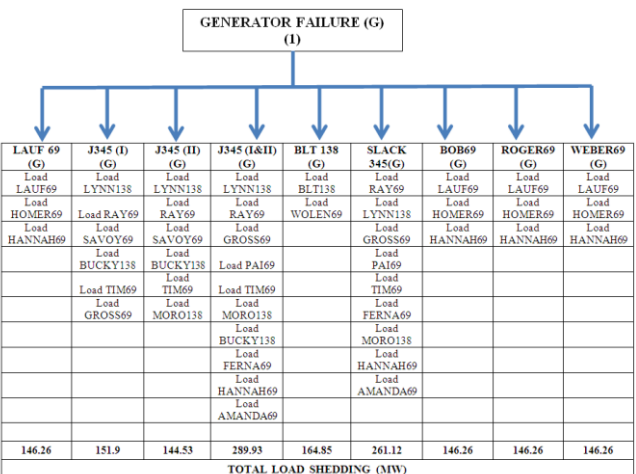 GENERATOR FAILURE (G)
(1)
LAUF 69 (G) J345 (I) (G) J345 (II) (G) J345 (I&II) (G) BLT 138 (G) SLACK 345(G) BOB69 (G) ROGER69 (G) WEBER69 (G)
Load LAUF69 Load LYNN138 Load LYNN138 Load LYNN138 Load BLT138 Load RAY69 Load LAUF69 Load LAUF69 Load LAUF69
Load HOMER69 Load RAY69 Load RAY69 Load RAY69 Load WOLEN69 Load LYNN138 Load HOMER69 Load HOMER69 Load HOMER69
Load HANNAH69 Load SAVOY69 Load SAVOY69 Load GROSS69 Load GROSS69 Load HANNAH69 Load HANNAH69 Load HANNAH69
Load BUCKY138 Load BUCKY138 Load PAI69 Load PAI69
Load TIM69 Load TIM69 Load TIM69 Load TIM69
Load GROSS69 Load MORO138 Load MORO138 Load FERNA69
Load BUCKY138 Load MORO138
Load FERNA69 Load HANNAH69
Load HANNAH69 Load AMANDA69
Load AMANDA69
146.26 151.9 144.53 289.93 164.85 261.12 146.26 146.26 146.26
TOTAL LOAD SHEDDING (MW)